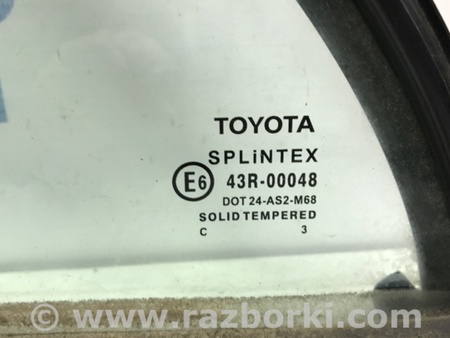 TOYOTA
SPLiNTEX
E6 43R-00048
DOT 24-AS2-M68
SOLID TEMPERED
C 3
© www.razborki.com